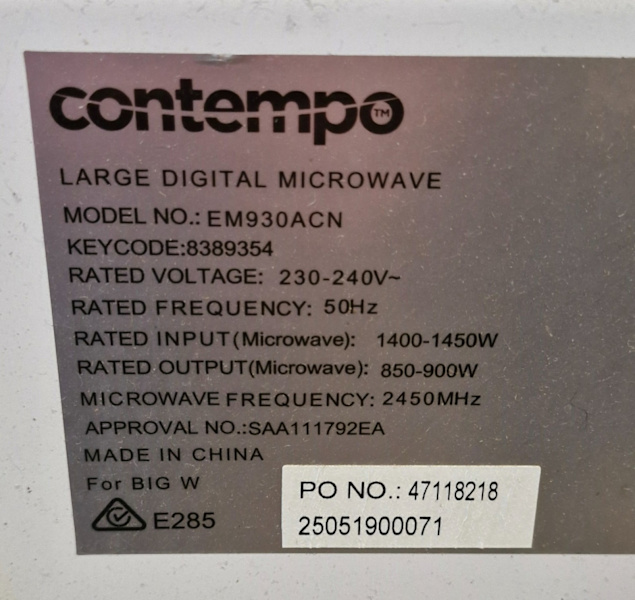 contempo™
LARGE DIGITAL MICROWAVE
MODEL NO.: EM930ACN
KEYCODE:8389354
RATED VOLTAGE: 230-240V~
RATED FREQUENCY: 50Hz
RATED INPUT(Microwave): 1400-1450W
RATED OUTPUT(Microwave): 850-900W
MICROWAVE FREQUENCY: 2450MHz
APPROVAL NO.:SAA111792EA
MADE IN CHINA
For BIG W
E285
PO NO.: 47118218
25051900071